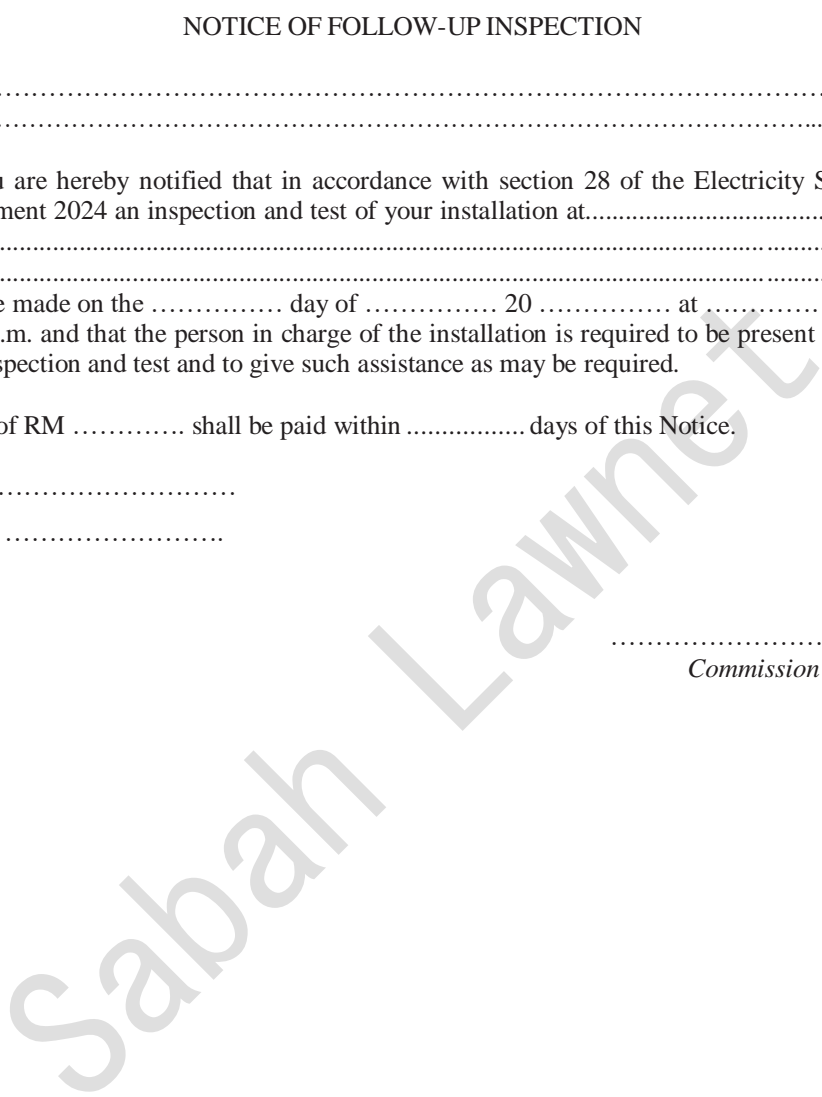 NOTICE OF FOLLOW-UP INSPECTION
……………………………………………………………………………………
…………………………………………………………………………………...
u are hereby notified that in accordance with section 28 of the Electricity S
ment 2024 an inspection and test of your installation at....................................
..............................................................................................................................
..............................................................................................................................
e made on the …………… day of …………… 20 …………… at ………….
.m. and that the person in charge of the installation is required to be present
spection and test and to give such assistance as may be required.
of RM …………. shall be paid within ................. days of this Notice.
………………………
…………………….
……………………
Commission
Sabah Lawnet